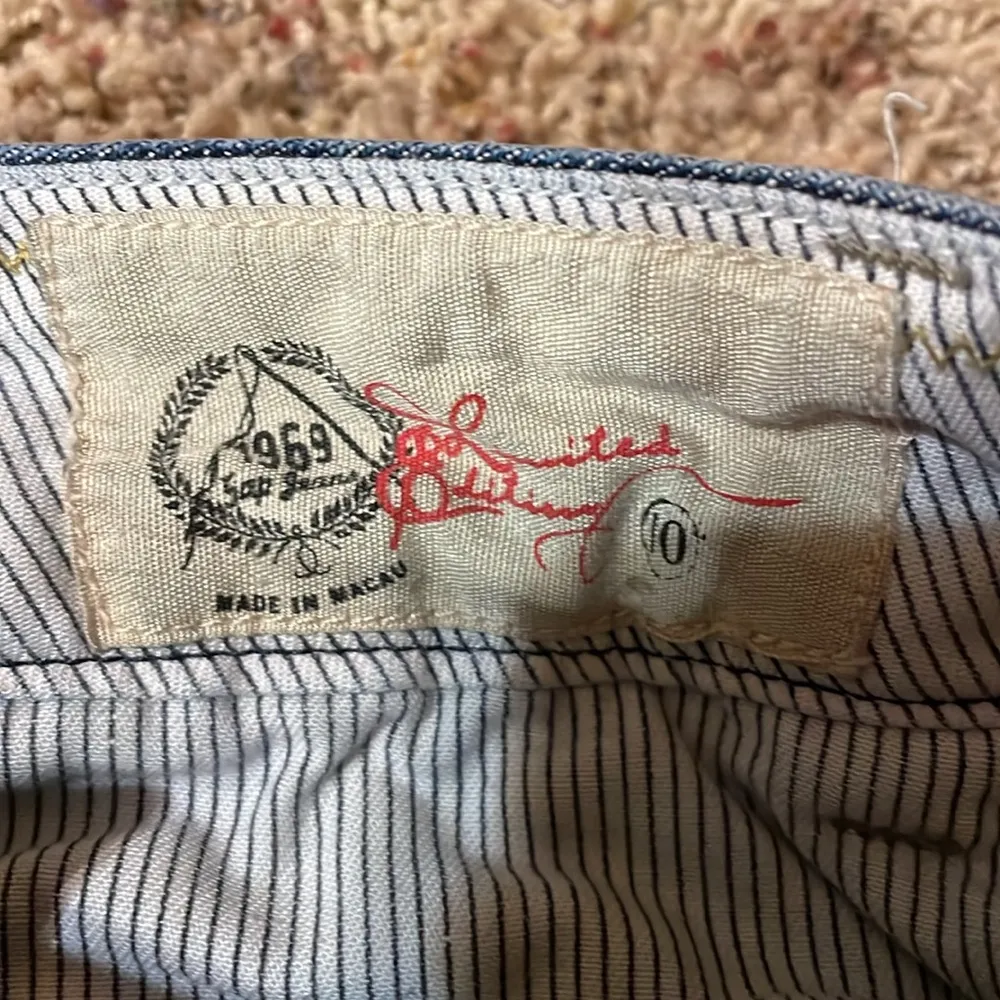 1969
Gap Jeans
Limited
Edition
10
MADE IN MACAU